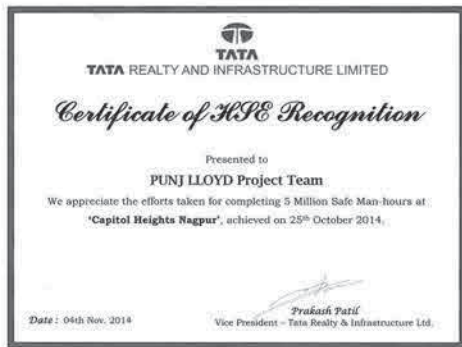 TATA
TATA REALTY AND INFRASTRUCTURE LIMITED
Certificate of HSE Recognition
Presented to
PUNJ LLOYD Project Team
We appreciate the efforts taken for completing 5 Million Safe Man-hours at
'Capitol Heights Nagpur', achieved on 25th October 2014.
Prakash Patil
Date : 04th Nov. 2014
Vice President – Tata Realty & Infrastructure Ltd.